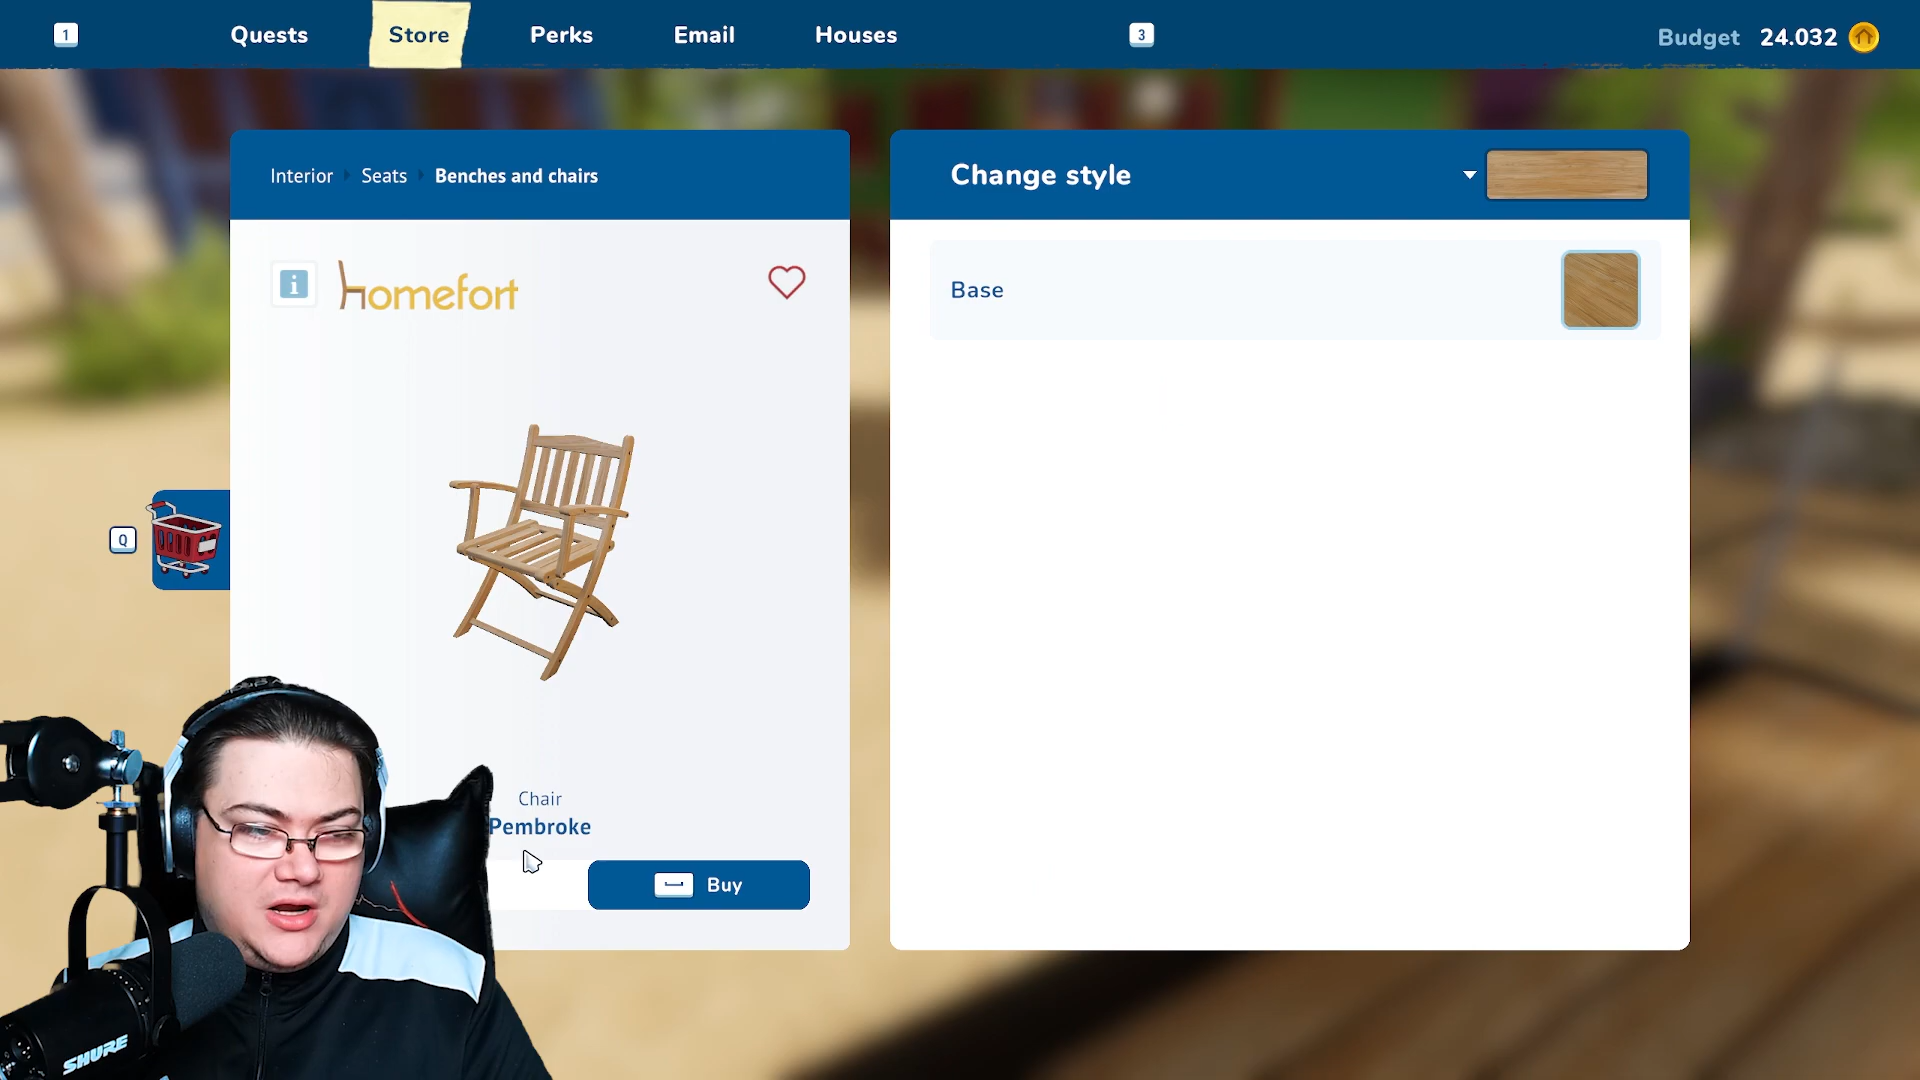 1
Quests
Store
Perks
Email
Houses
3
Budget 24.032
Interior
Seats
Benches and chairs
Change style
i
homefort
Base
Q
Chair
Pembroke
Buy
SHURE